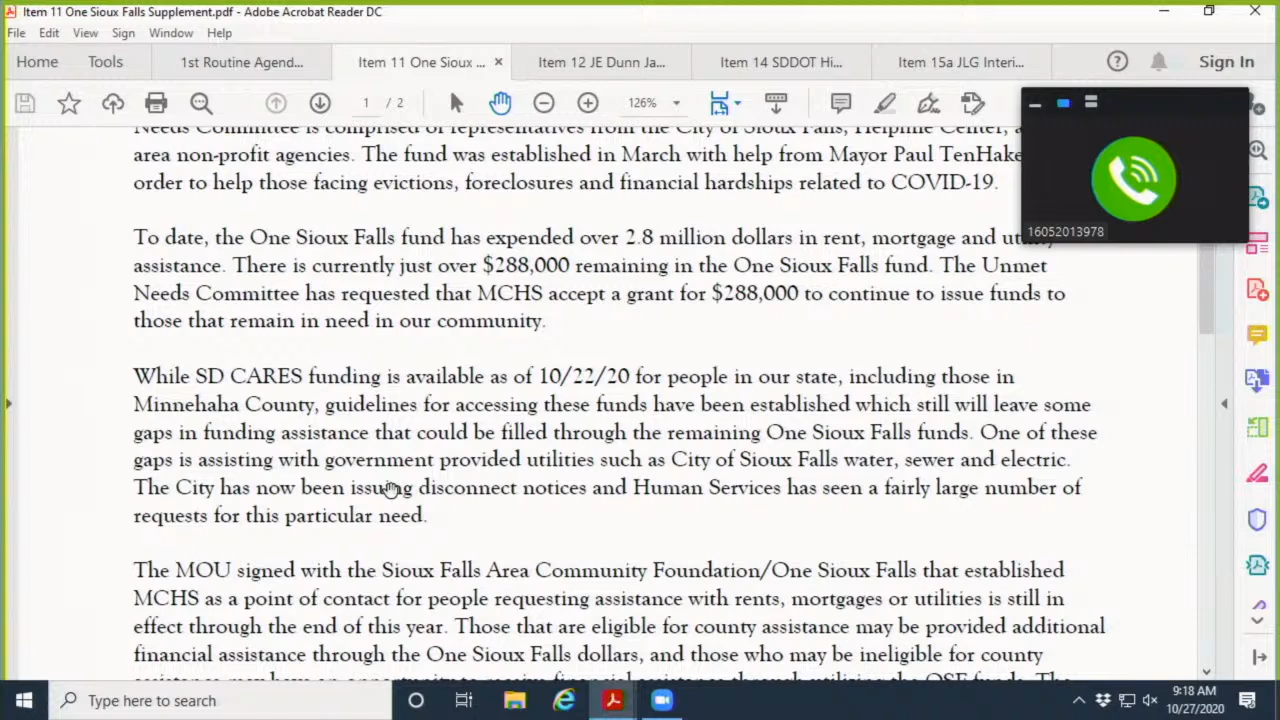 Item 11 One Sioux Falls Supplement.pdf - Adobe Acrobat Reader DC
File Edit View Sign Window Help
Home Tools 1st Routine Agend... Item 11 One Sioux ... × Item 12 JE Dunn Ja... Item 14 SDDOT Hi... Item 15a JLG Interi... Sign In
1 / 2 126%
Needs Committee is comprised of representatives from the City of Sioux Falls, Helpline Center,
area non-profit agencies. The fund was established in March with help from Mayor Paul TenHake
order to help those facing evictions, foreclosures and financial hardships related to COVID-19.
16052013978
To date, the One Sioux Falls fund has expended over 2.8 million dollars in rent, mortgage and utility
assistance. There is currently just over $288,000 remaining in the One Sioux Falls fund. The Unmet
Needs Committee has requested that MCHS accept a grant for $288,000 to continue to issue funds to
those that remain in need in our community.
While SD CARES funding is available as of 10/22/20 for people in our state, including those in
Minnehaha County, guidelines for accessing these funds have been established which still will leave some
gaps in funding assistance that could be filled through the remaining One Sioux Falls funds. One of these
gaps is assisting with government provided utilities such as City of Sioux Falls water, sewer and electric.
The City has now been issuing disconnect notices and Human Services has seen a fairly large number of
requests for this particular need.
The MOU signed with the Sioux Falls Area Community Foundation/One Sioux Falls that established
MCHS as a point of contact for people requesting assistance with rents, mortgages or utilities is still in
effect through the end of this year. Those that are eligible for county assistance may be provided additional
financial assistance through the One Sioux Falls dollars, and those who may be ineligible for county
Type here to search
9:18 AM
10/27/2020